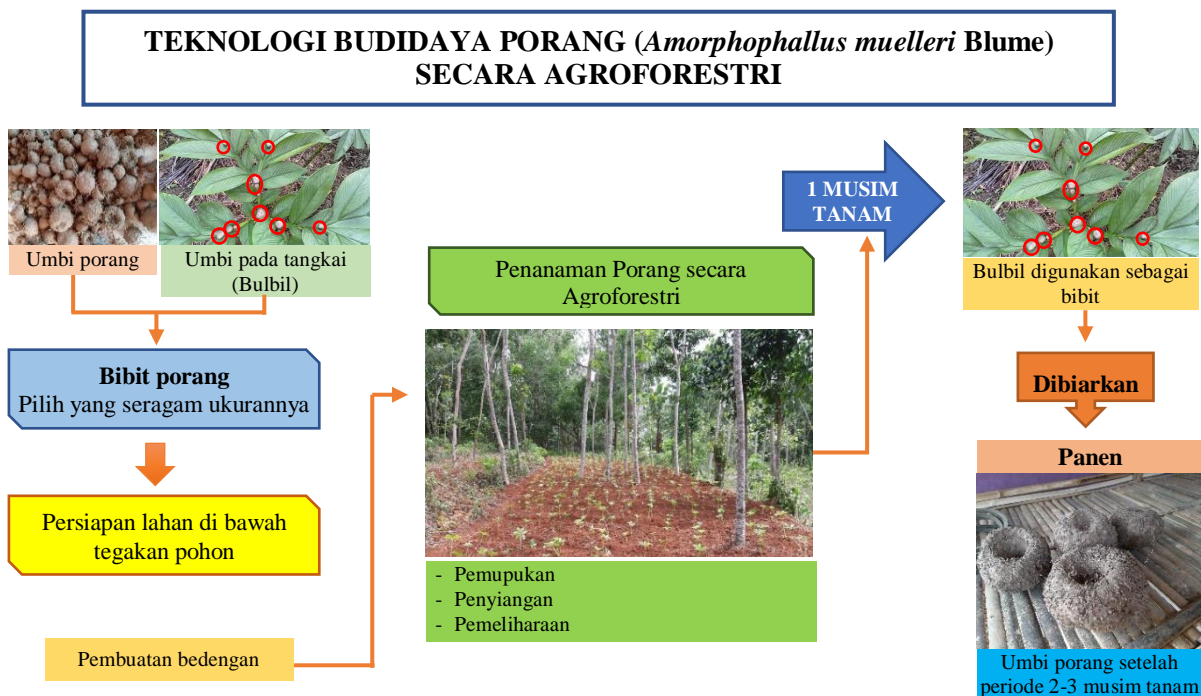 TEKNOLOGI BUDIDAYA PORANG (Amorphophallus muelleri Blume)
SECARA AGROFORESTRI
Umbi porang
Umbi pada tangkai
(Bulbil)
Bibit porang
Pilih yang seragam ukurannya
Persiapan lahan di bawah
tegakan pohon
Pembuatan bedengan
Penanaman Porang secara
Agroforestri
- Pemupukan
- Penyiangan
- Pemeliharaan
1 MUSIM
TANAM
Bulbil digunakan sebagai
bibit
Dibiarkan
Panen
Umbi porang setelah
periode 2-3 musim tanam